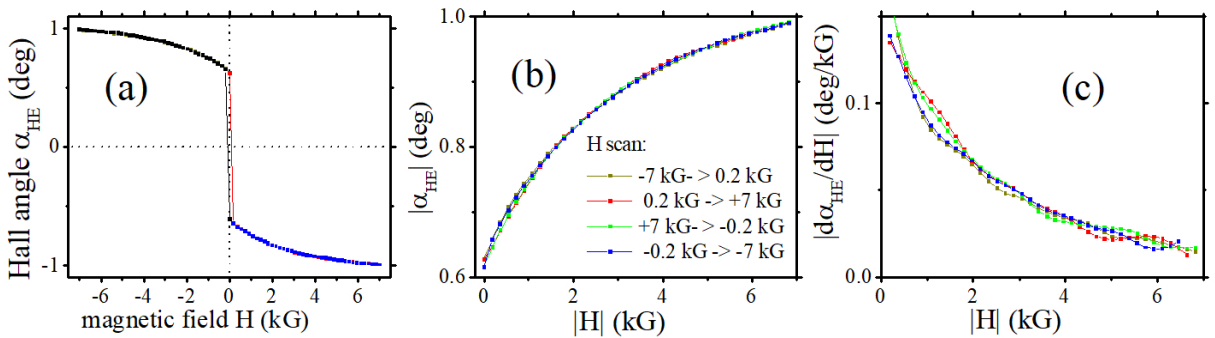 (a)
Hall angle α_HE (deg)
1
0
-1
-6 -4 -2 0 2 4 6
magnetic field H (kG)
(b)
|α_HE| (deg)
1.0
0.8
0.6
H scan:
-7 kG- > 0.2 kG
0.2 kG -> +7 kG
+7 kG-> -0.2 kG
-0.2 kG -> -7 kG
0 2 4 6
|H| (kG)
(c)
|dα_HE/dH| (deg/kG)
0.1
0.0
0 2 4 6
|H| (kG)